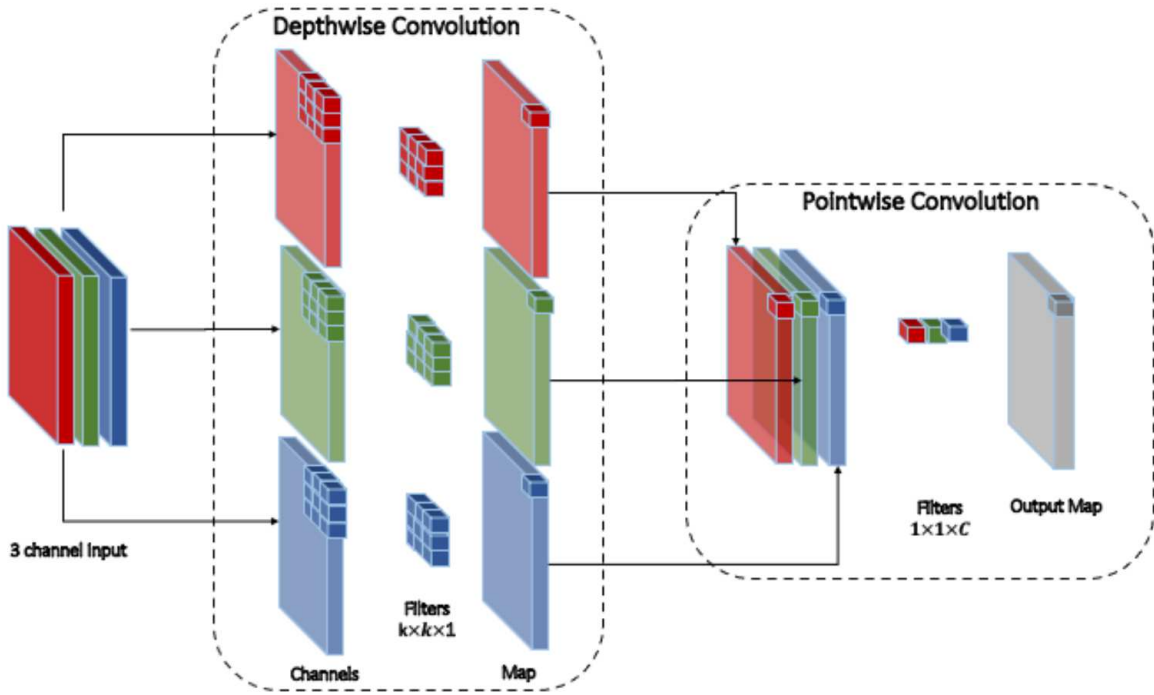 Depthwise Convolution
Pointwise Convolution
3 channel input
Filters
k×k×1
Channels
Map
Filters
1×1×C
Output Map